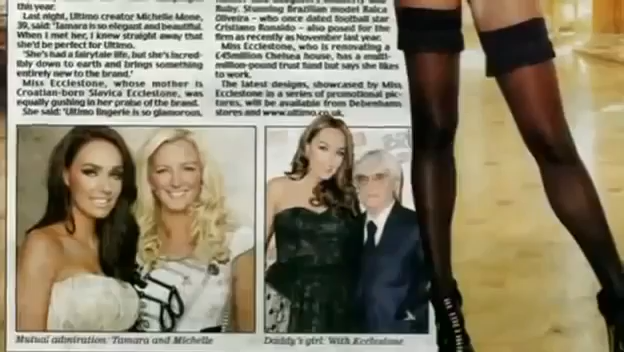 this year.
Last night, Ultimo creator Michelle Mone,
39, said: 'Tamara is so elegant and beautiful.
When I met her, I knew straight away that
she'd be perfect for Ultimo.
'She's had a fairytale life, but she's incred-
ibly down to earth and brings something
entirely new to the brand.'
Miss Ecclestone, whose mother is
Croatian-born Slavica Ecclestone, was
equally gushing in her praise of the brand.
She said: 'Ultimo lingerie is so glamorous,
Ruby. Stunning Brazilian model Raica
Oliveira – who once dated football star
Cristiano Ronaldo – also posed for the
firm as recently as November last year.
Miss Ecclestone, who is renovating a
£45million Chelsea house, has a multi-
million-pound trust fund but says she likes
to work.
The latest designs, showcased by Miss
Ecclestone in a series of promotional pic-
tures, will be available from Debenhams
stores and www.ultimo.co.uk.
Mutual admiration: Tamara and Michelle
Daddy's girl: With Ecclestone